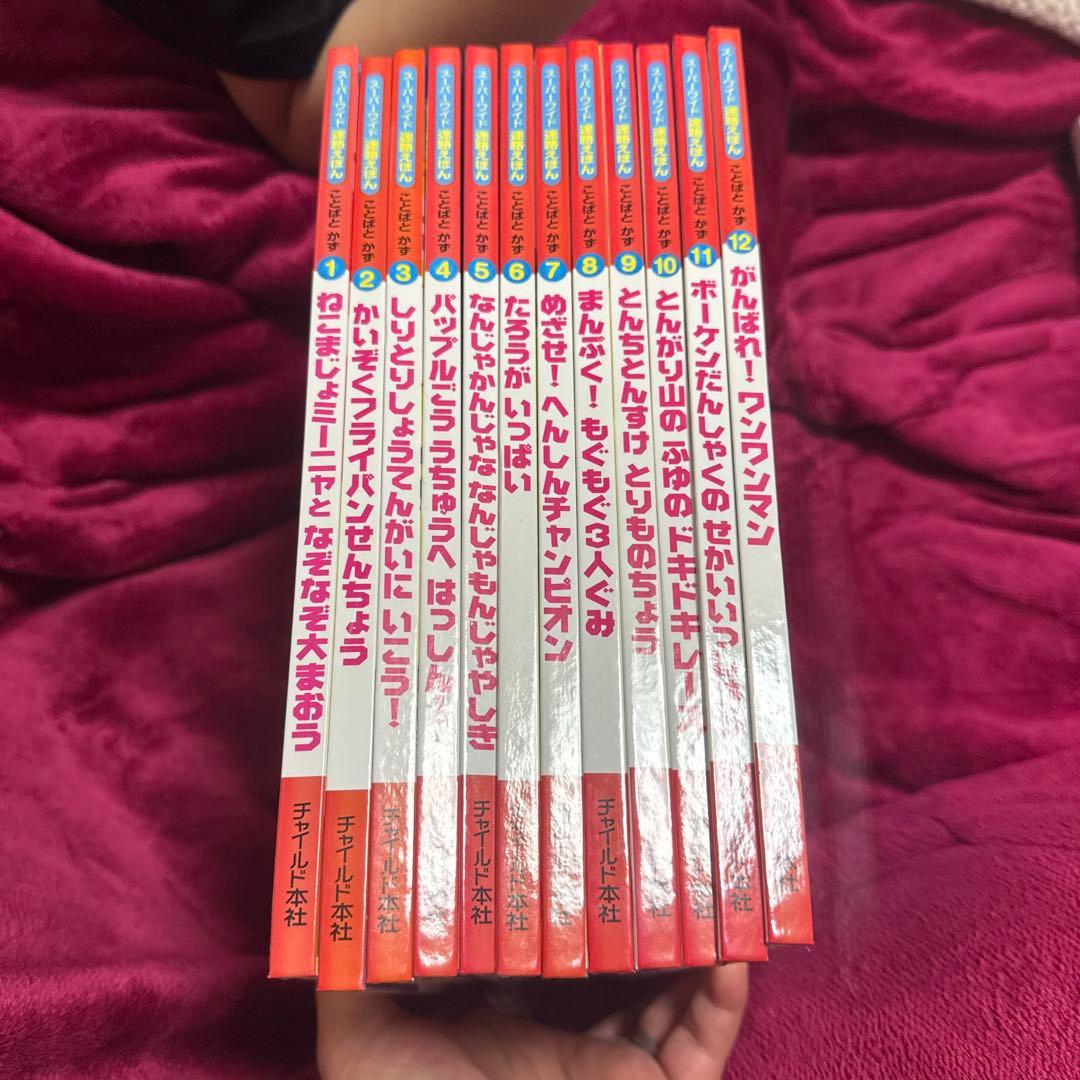 スーパーワイド 迷路えほん ことばと かず 1 ねこまじょミーニャと なぞなぞ大まおう チャイルド本社
スーパーワイド 迷路えほん ことばと かず 2 かいぞくフライパンせんちょう チャイルド本社
スーパーワイド 迷路えほん ことばと かず 3 しりとりしょうてんがいに いこう! チャイルド本社
スーパーワイド 迷路えほん ことばと かず 4 パップルごう うちゅうへ はっしん
スーパーワイド 迷路えほん ことばと かず 5 なんじゃかんじゃな なんじゃもんじゃやしき チャイルド本社
スーパーワイド 迷路えほん ことばと かず 6 たろうが いっぱい チャイルド本社
スーパーワイド 迷路えほん ことばと かず 7 めざせ! へんしんチャンピオン
スーパーワイド 迷路えほん ことばと かず 8 まんぷく! もぐもぐ3人ぐみ チャイルド本社
スーパーワイド 迷路えほん ことばと かず 9 とんちとんすけ とりものちょう
スーパーワイド 迷路えほん ことばと かず 10 とんがり山の ふゆの ドキドキレース 本社
スーパーワイド 迷路えほん ことばと かず 11 ボーケンだんしゃくの 本社
スーパーワイド 迷路えほん ことばと かず 12 がんばれ! ワンワンマン